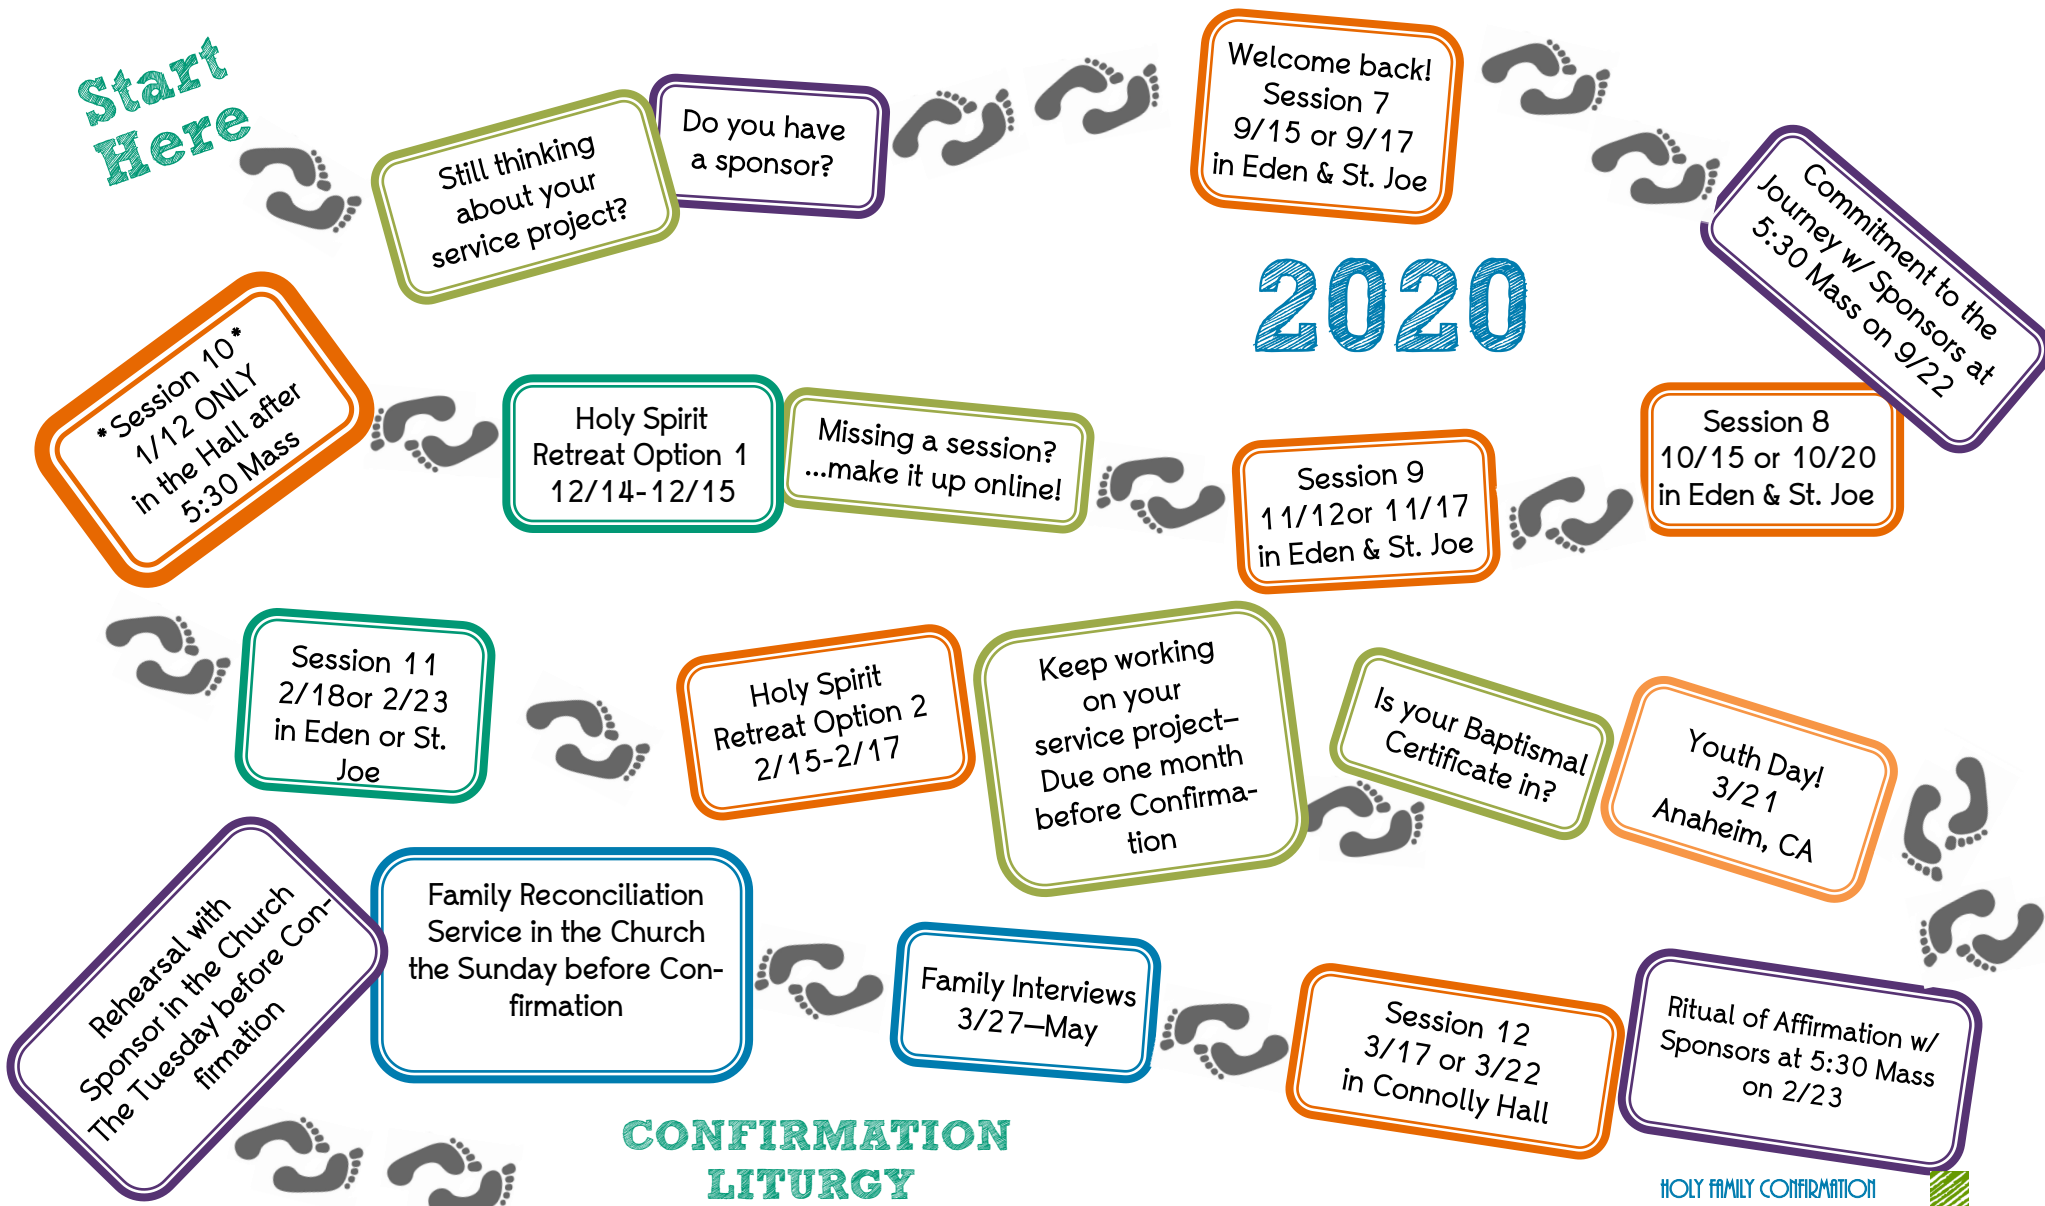 Start
Here
Still thinking
about your
service project?
Do you have
a sponsor?
Welcome back!
Session 7
9/15 or 9/17
in Eden & St. Joe
Commitment to the
Journey w/ Sponsors at
5:30 Mass on 9/22
2020
Session 8
10/15 or 10/20
in Eden & St. Joe
Session 9
11/12or 11/17
in Eden & St. Joe
Missing a session?
...make it up online!
Holy Spirit
Retreat Option 1
12/14-12/15
*Session 10*
1/12 ONLY
in the Hall after
5:30 Mass
Session 11
2/18or 2/23
in Eden or St.
Joe
Holy Spirit
Retreat Option 2
2/15-2/17
Keep working
on your
service project–
Due one month
before Confirma-
tion
Is your Baptismal
Certificate in?
Youth Day!
3/21
Anaheim, CA
Ritual of Affirmation w/
Sponsors at 5:30 Mass
on 2/23
Session 12
3/17 or 3/22
in Connolly Hall
Family Interviews
3/27—May
Family Reconciliation
Service in the Church
the Sunday before Con-
firmation
Rehearsal with
Sponsor in the Church
The Tuesday before Con-
firmation
CONFIRMATION
LITURGY
HOLY FAMILY CONFIRMATION